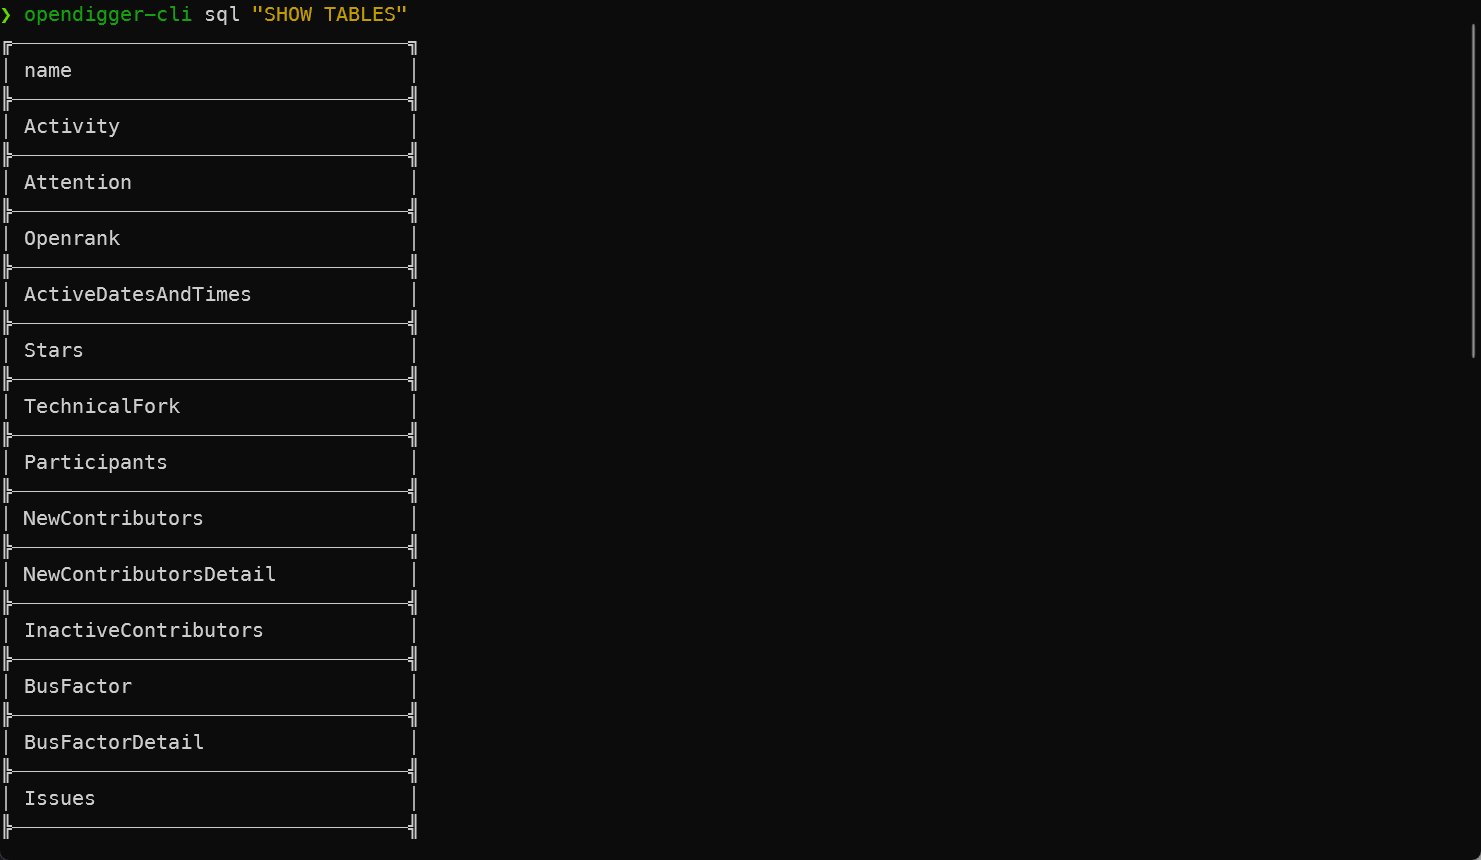 ❯ opendigger-cli sql "SHOW TABLES"
name
Activity
Attention
Openrank
ActiveDatesAndTimes
Stars
TechnicalFork
Participants
NewContributors
NewContributorsDetail
InactiveContributors
BusFactor
BusFactorDetail
Issues